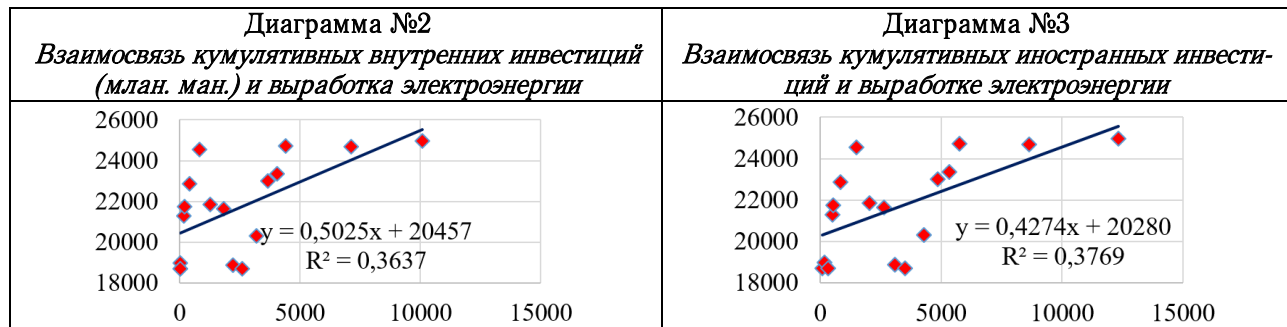 Диаграмма №2
Взаимосвязь кумулятивных внутренних инвестиций
(млан. ман.) и выработка электроэнергии
26000
24000
22000
20000
18000
y = 0,5025x + 20457
R² = 0,3637
0 5000 10000 15000
Диаграмма №3
Взаимосвязь кумулятивных иностранных инвести-
ций и выработке электроэнергии
26000
24000
22000
20000
18000
y = 0,4274x + 20280
R² = 0,3769
0 5000 10000 15000